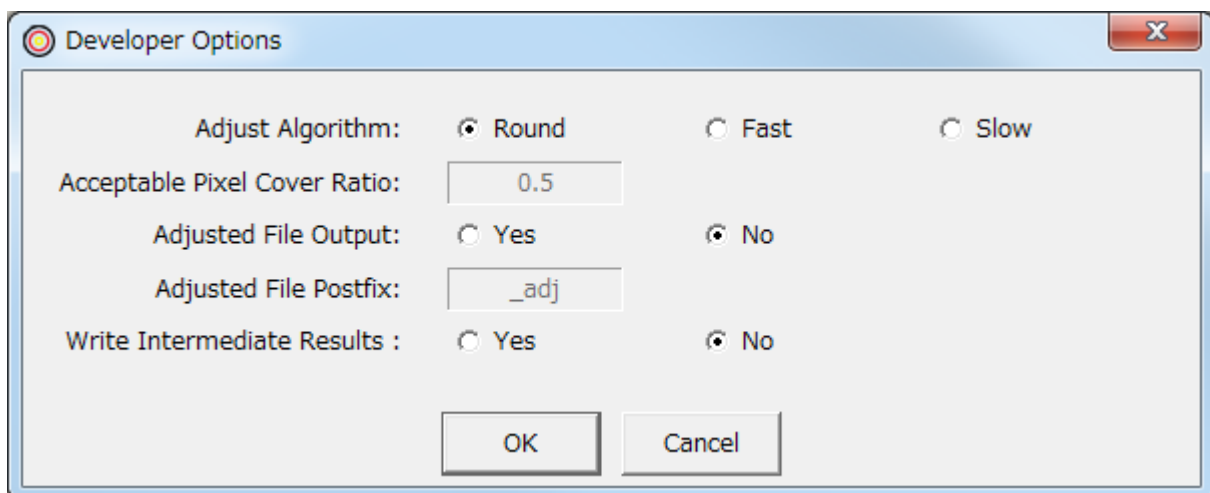 Developer Options
Adjust Algorithm: Round Fast Slow
Acceptable Pixel Cover Ratio: 0.5
Adjusted File Output: Yes No
Adjusted File Postfix: _adj
Write Intermediate Results : Yes No
OK Cancel